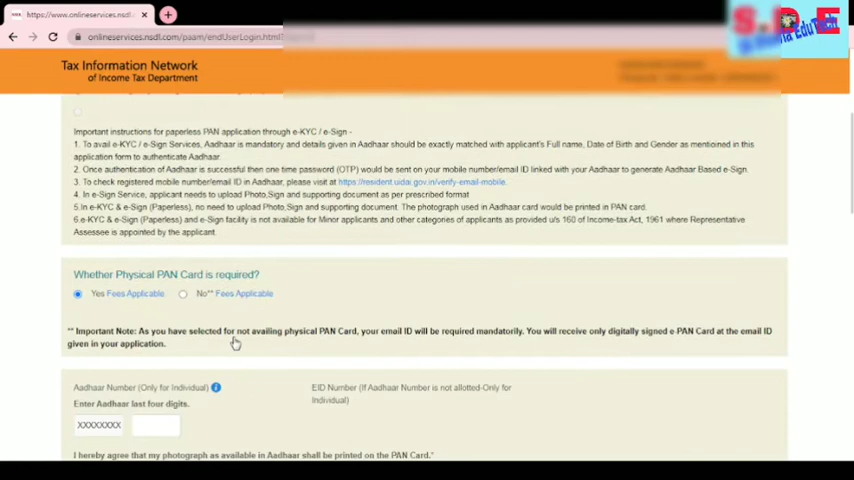 https://www.onlineservices.nsdl.c
onlineservices.nsdl.com/paam/endUserLogin.html
S.P.E
EduTech
Tax Information Network
of Income Tax Department
Important instructions for paperless PAN application through e-KYC / e-Sign -
1. To avail e-KYC / e-Sign Services, Aadhaar is mandatory and details given in Aadhaar should be exactly matched with applicant's Full name, Date of Birth and Gender as mentioined in this
application form to authenticate Aadhaar.
2. Once authentication of Aadhaar is successful then one time password (OTP) would be sent on your mobile number/email ID linked with your Aadhaar to generate Aadhaar Based e-Sign.
3. To check registered mobile number/email ID in Aadhaar, please visit at https://resident.uidai.gov.in/verify-email-mobile.
4. In e-Sign Service, applicant needs to upload Photo,Sign and supporting document as per prescribed format
5.In e-KYC & e-Sign (Paperless), no need to upload Photo,Sign and supporting document. The photograph used in Aadhaar card would be printed in PAN card.
6.e-KYC & e-Sign (Paperless) and e-Sign facility is not available for Minor applicants and other categories of applicants as provided u/s 160 of Income-tax Act, 1961 where Representative
Assessee is appointed by the applicant.
Whether Physical PAN Card is required?
Yes Fees Applicable No** Fees Applicable
** Important Note: As you have selected for not availing physical PAN Card, your email ID will be required mandatorily. You will receive only digitally signed e-PAN Card at the email ID
given in your application.
Aadhaar Number (Only for Individual)
EID Number (If Aadhaar Number is not allotted-Only for
Individual)
Enter Aadhaar last four digits.
XXXXXXXX
I hereby agree that my photograph as available in Aadhaar shall be printed on the PAN Card.*